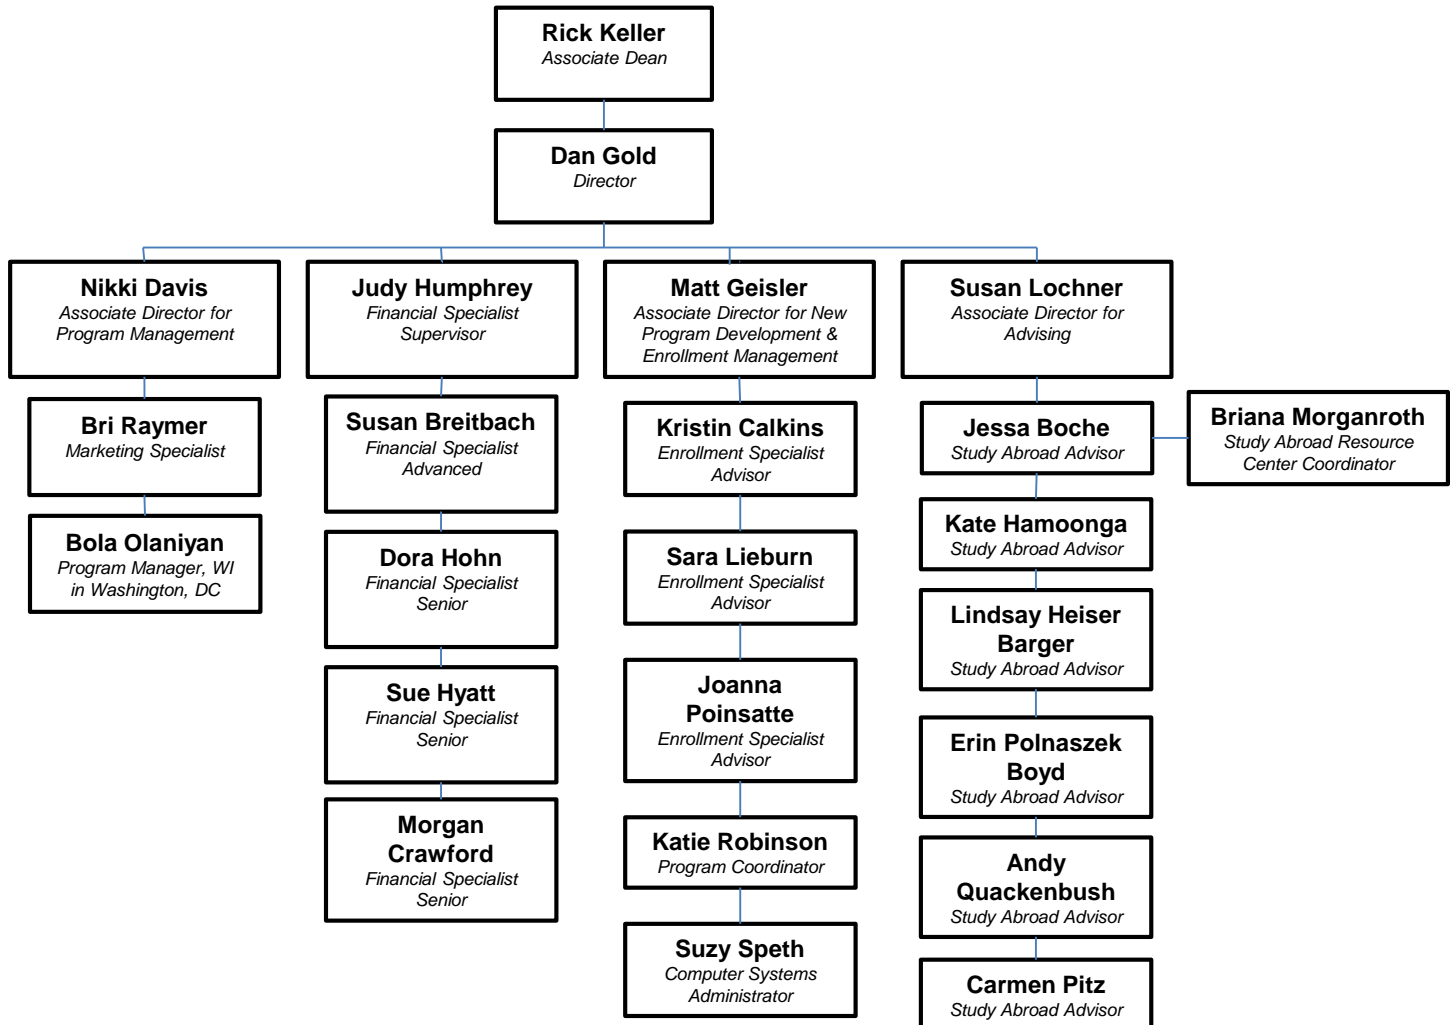 Rick Keller
Associate Dean
Dan Gold
Director
Nikki Davis
Associate Director for
Program Management
Judy Humphrey
Financial Specialist
Supervisor
Matt Geisler
Associate Director for New
Program Development &
Enrollment Management
Susan Lochner
Associate Director for
Advising
Bri Raymer
Marketing Specialist
Bola Olaniyan
Program Manager, WI
in Washington, DC
Susan Breitbach
Financial Specialist
Advanced
Dora Hohn
Financial Specialist
Senior
Sue Hyatt
Financial Specialist
Senior
Morgan
Crawford
Financial Specialist
Senior
Kristin Calkins
Enrollment Specialist
Advisor
Sara Lieburn
Enrollment Specialist
Advisor
Joanna
Poinsatte
Enrollment Specialist
Advisor
Katie Robinson
Program Coordinator
Suzy Speth
Computer Systems
Administrator
Jessa Boche
Study Abroad Advisor
Briana Morganroth
Study Abroad Resource
Center Coordinator
Kate Hamoonga
Study Abroad Advisor
Lindsay Heiser
Barger
Study Abroad Advisor
Erin Polnaszek
Boyd
Study Abroad Advisor
Andy
Quackenbush
Study Abroad Advisor
Carmen Pitz
Study Abroad Advisor